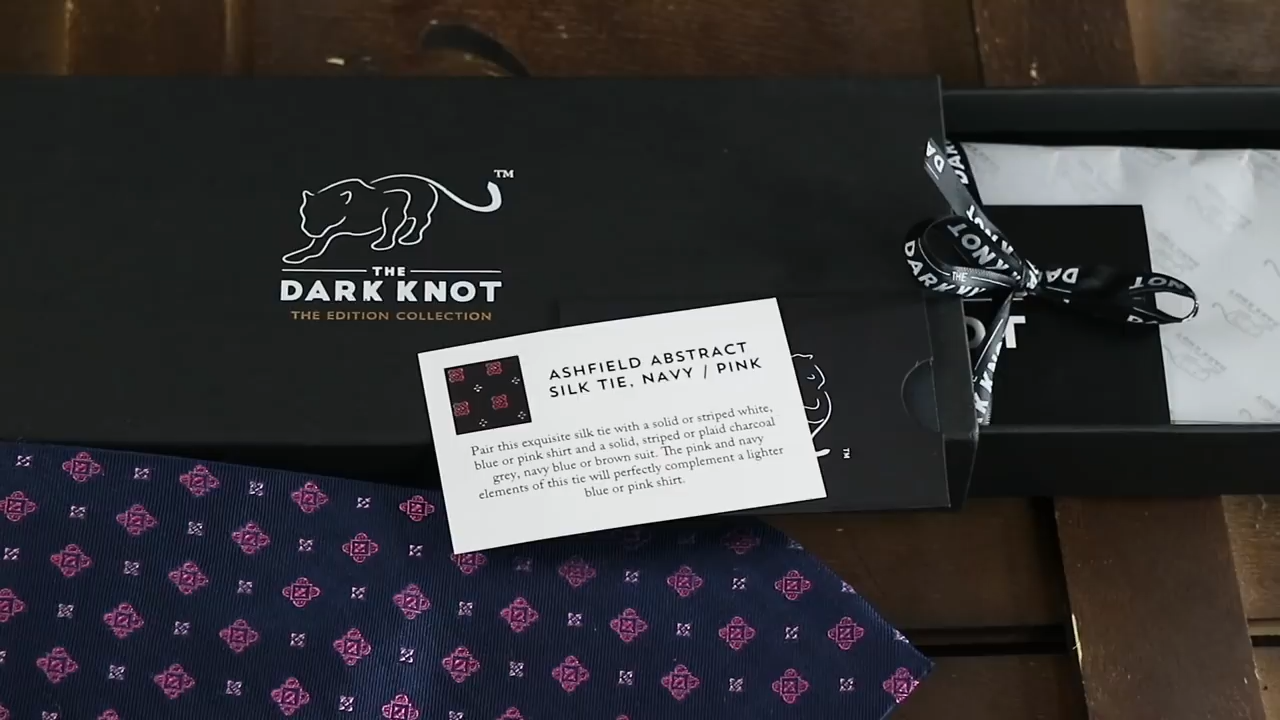 TM
THE
DARK KNOT
THE EDITION COLLECTION
ASHFIELD ABSTRACT
SILK TIE, NAVY / PINK
Pair this exquisite silk tie with a solid or striped white,
blue or pink shirt and a solid, striped or plaid charcoal
grey, navy blue or brown suit. The pink and navy
elements of this tie will perfectly complement a lighter
blue or pink shirt.
TM
DARK
KNOT
THE
DARK